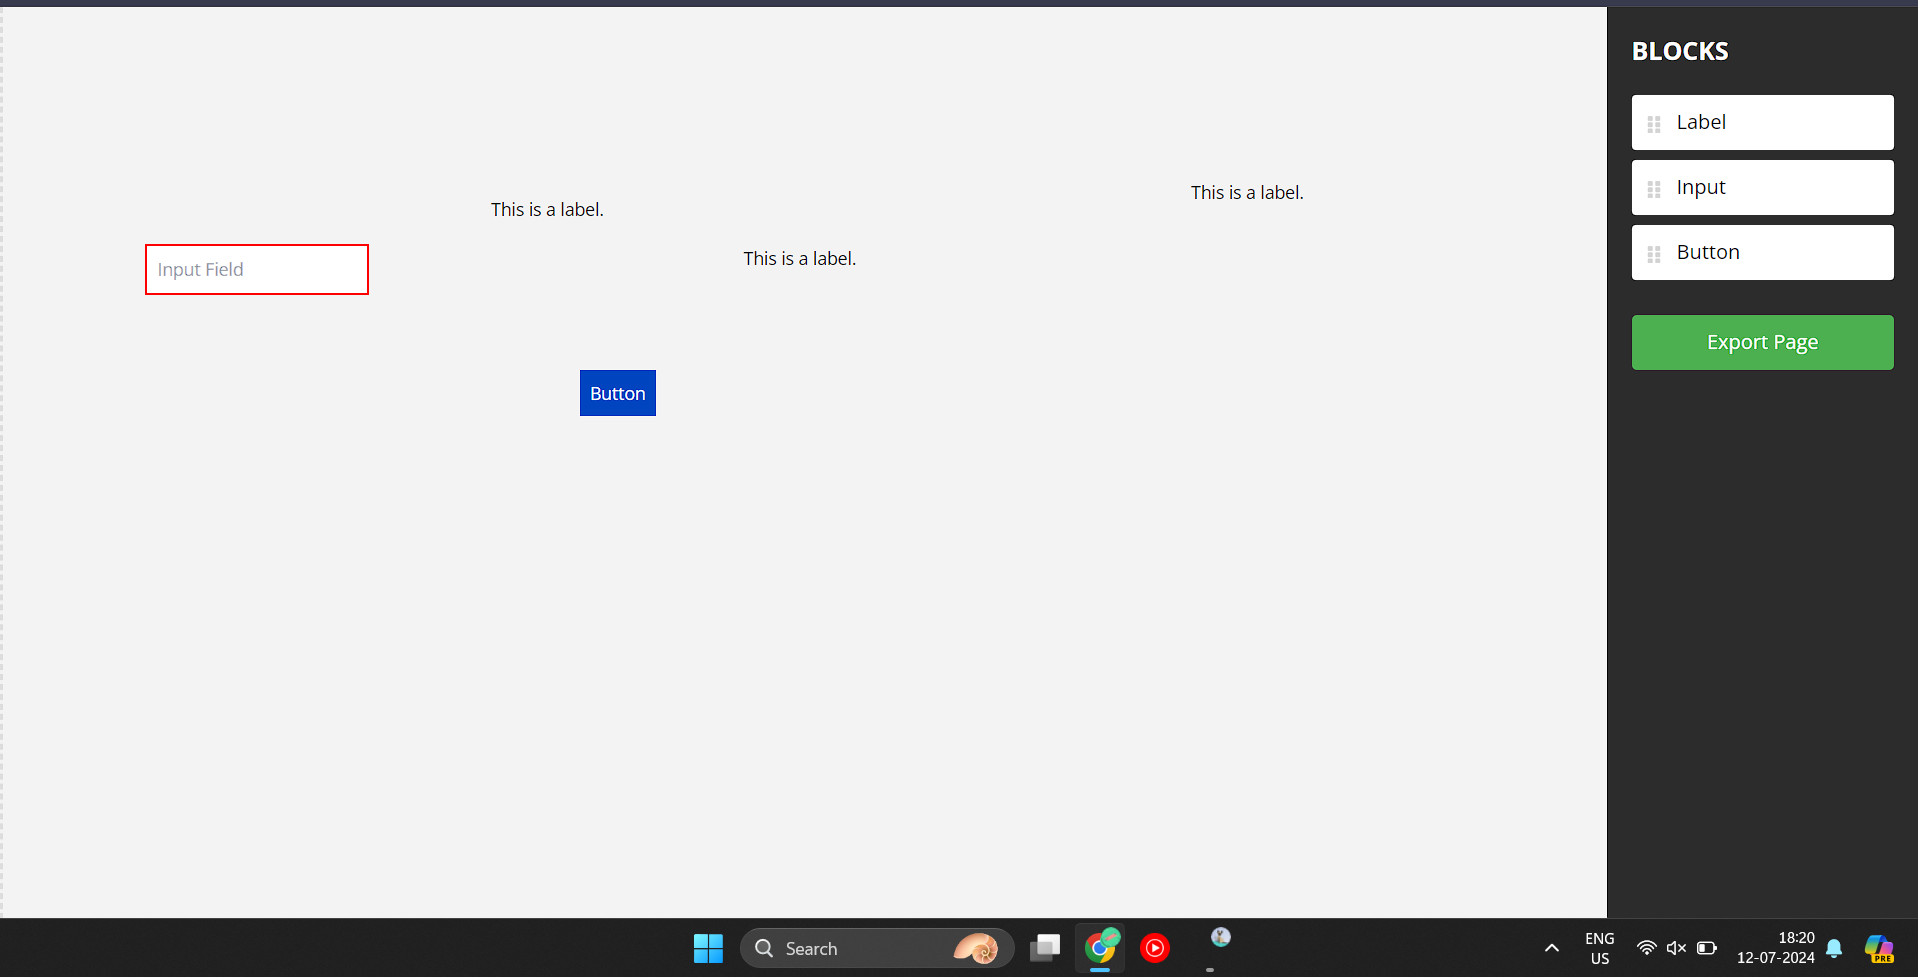 BLOCKS
Label
Input
Button
Export Page
This is a label.
This is a label.
This is a label.
Input Field
Button
Search
ENG
US
18:20
12-07-2024
PRE